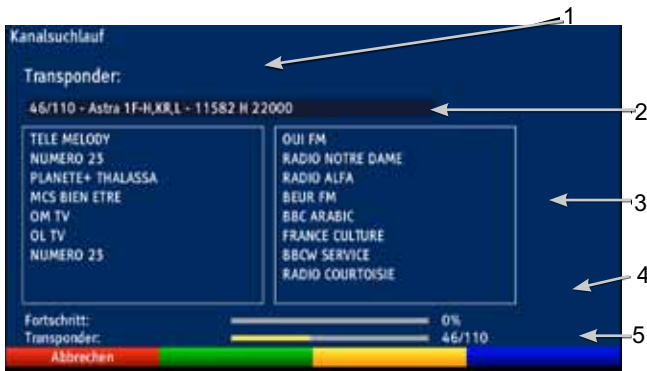 1
Kanalsuchlauf
Transponder:
46/110 - Astra 1F-H,KR,L - 11582 H 22000
2
TELE MELODY
NUMERO 23
PLANETE+ THALASSA
MCS BIEN ETRE
OM TV
OL TV
NUMERO 23
OUI FM
RADIO NOTRE DAME
RADIO ALFA
BEUR FM
BBC ARABIC
FRANCE CULTURE
BBCW SERVICE
RADIO COURTOISIE
3
4
Fortschritt: 0%
Transponder: 46/110
5
Abbrechen